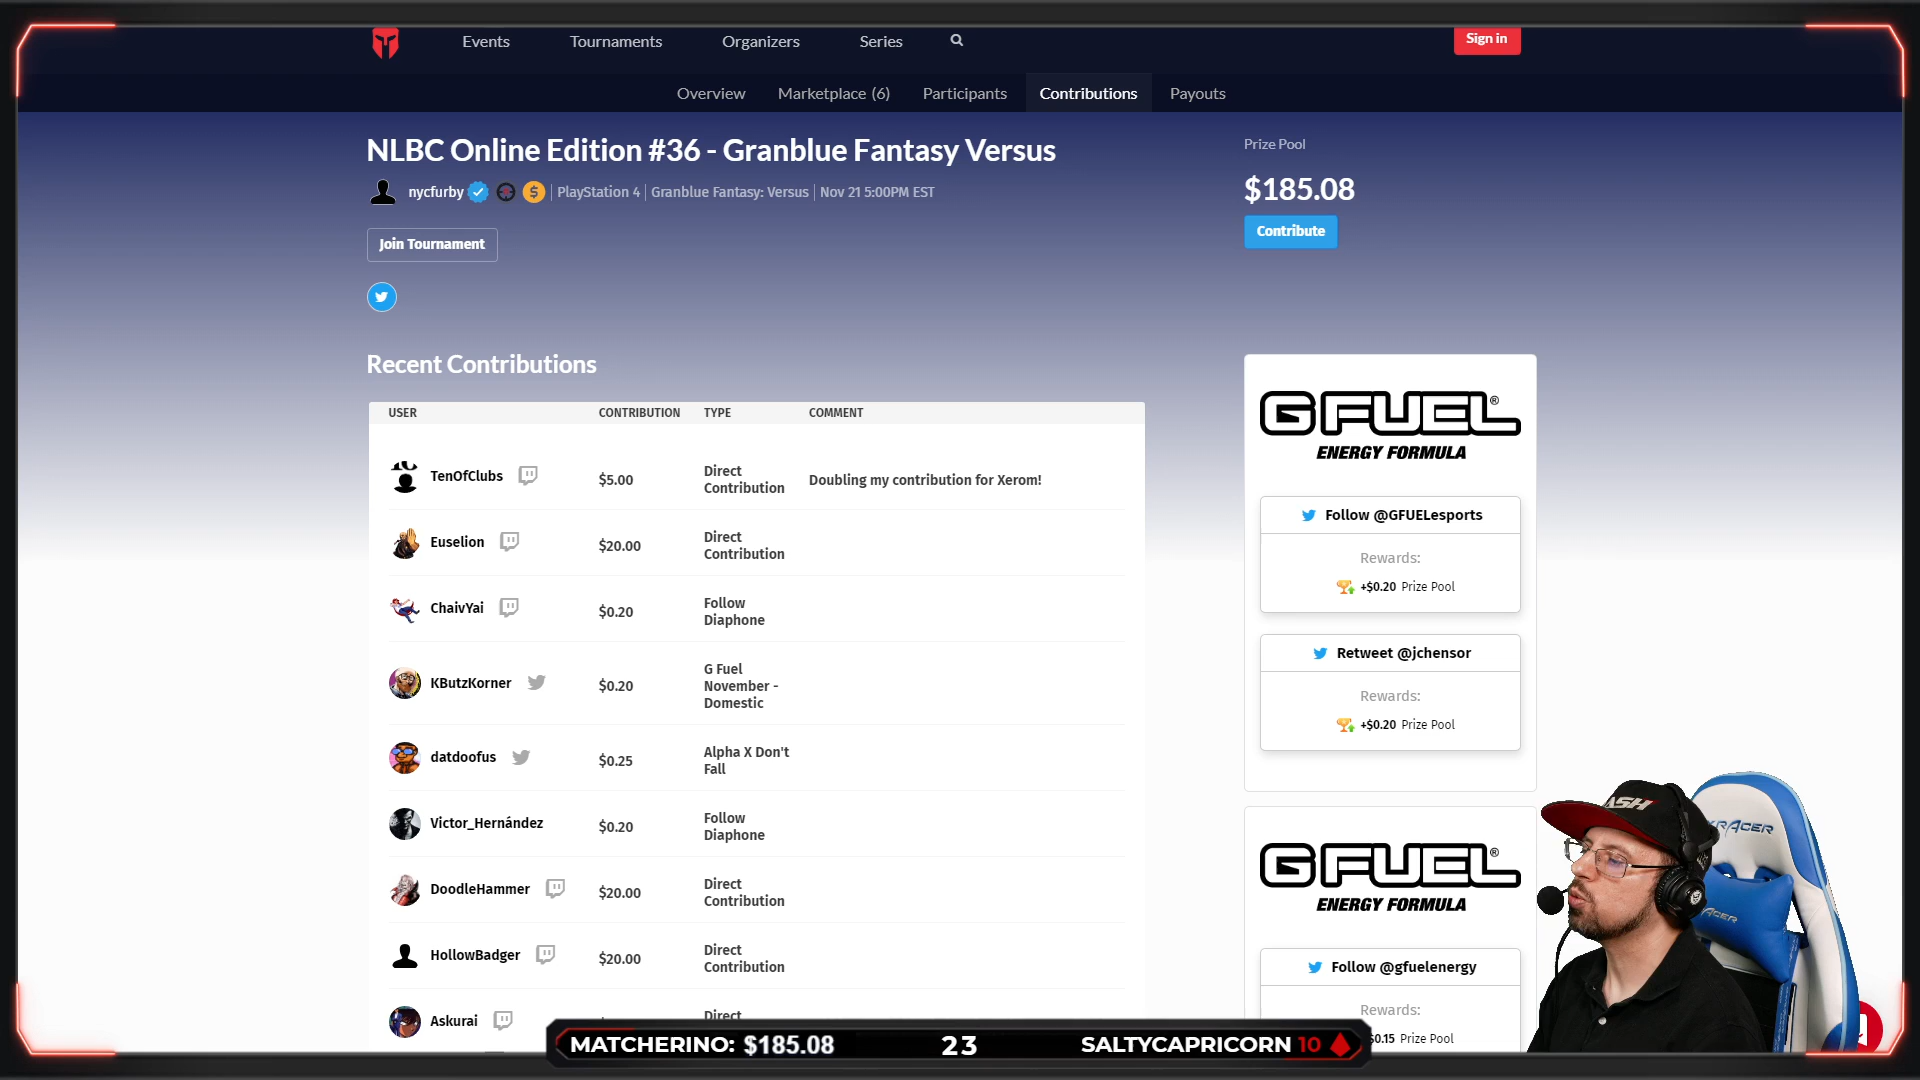 Events Tournaments Organizers Series Sign in
Overview Marketplace (6) Participants Contributions Payouts
NLBC Online Edition #36 - Granblue Fantasy Versus
nycfurby $ PlayStation 4 Granblue Fantasy: Versus Nov 21 5:00PM EST
Join Tournament
Prize Pool
$185.08
Contribute
Recent Contributions
USER CONTRIBUTION TYPE COMMENT
TenOfClubs $5.00 Direct Contribution Doubling my contribution for Xerom!
Euselion $20.00 Direct Contribution
ChaivYai $0.20 Follow Diaphone
KButzKorner $0.20 G Fuel November - Domestic
datdoofus $0.25 Alpha X Don't Fall
Victor_Hernández $0.20 Follow Diaphone
DoodleHammer $20.00 Direct Contribution
HollowBadger $20.00 Direct Contribution
Askurai Direct
G FUEL®
ENERGY FORMULA
Follow @GFUELesports
Rewards:
+$0.20 Prize Pool
Retweet @jchensor
Rewards:
+$0.20 Prize Pool
G FUEL®
ENERGY FORMULA
Follow @gfuelenergy
Rewards:
$0.15 Prize Pool
MATCHERINO: $185.08 23 SALTYCAPRICORN 10